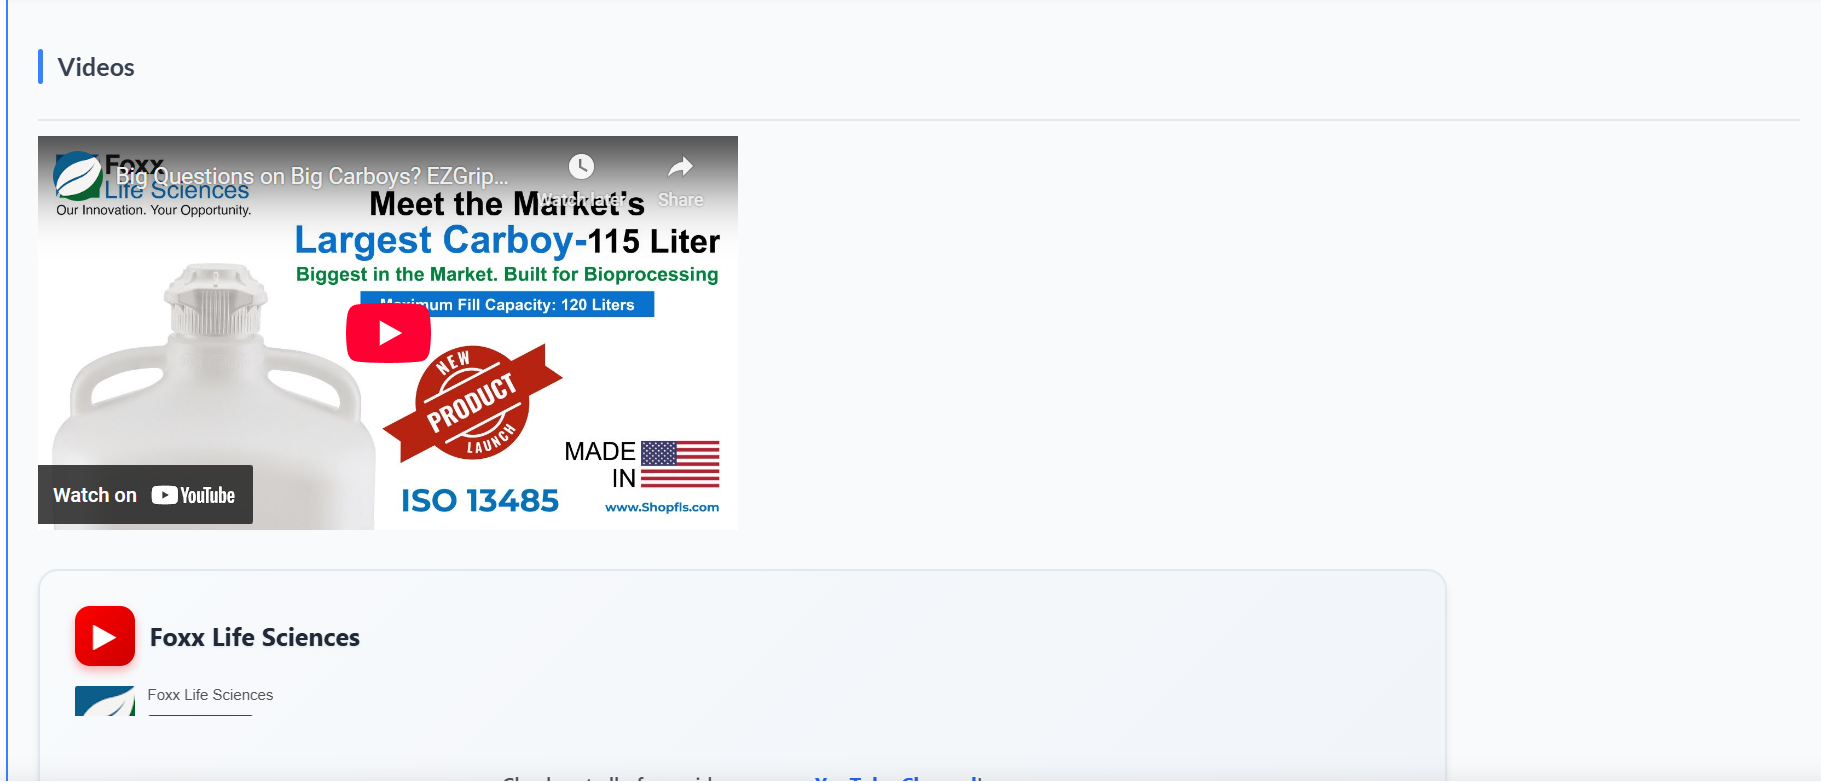 Videos
Foxx
Life Sciences
Our Innovation. Your Opportunity.
Big Questions on Big Carboys? EZGrip...
Watch later
Share
Meet the Market's
Largest Carboy-115 Liter
Biggest in the Market. Built for Bioprocessing
Maximum Fill Capacity: 120 Liters
NEW
PRODUCT
LAUNCH
MADE
IN
ISO 13485
www.Shopfls.com
Watch on YouTube
Foxx Life Sciences
Foxx Life Sciences